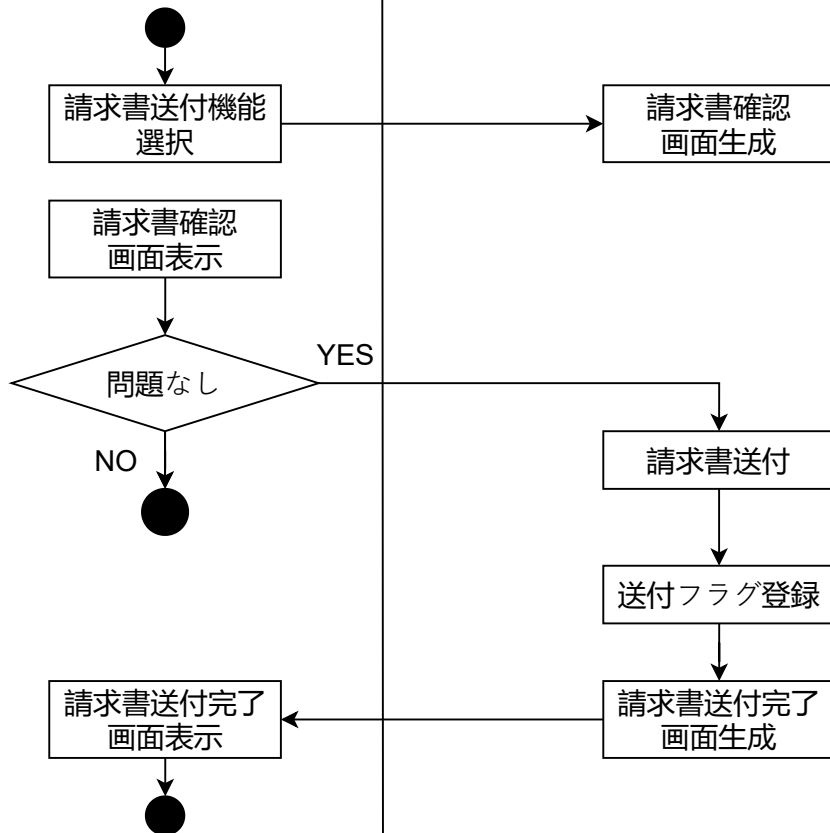 請求書送付機能
選択
請求書確認
画面生成
請求書確認
画面表示
問題なし
YES
NO
請求書送付
送付フラグ登録
請求書送付完了
画面表示
請求書送付完了
画面生成